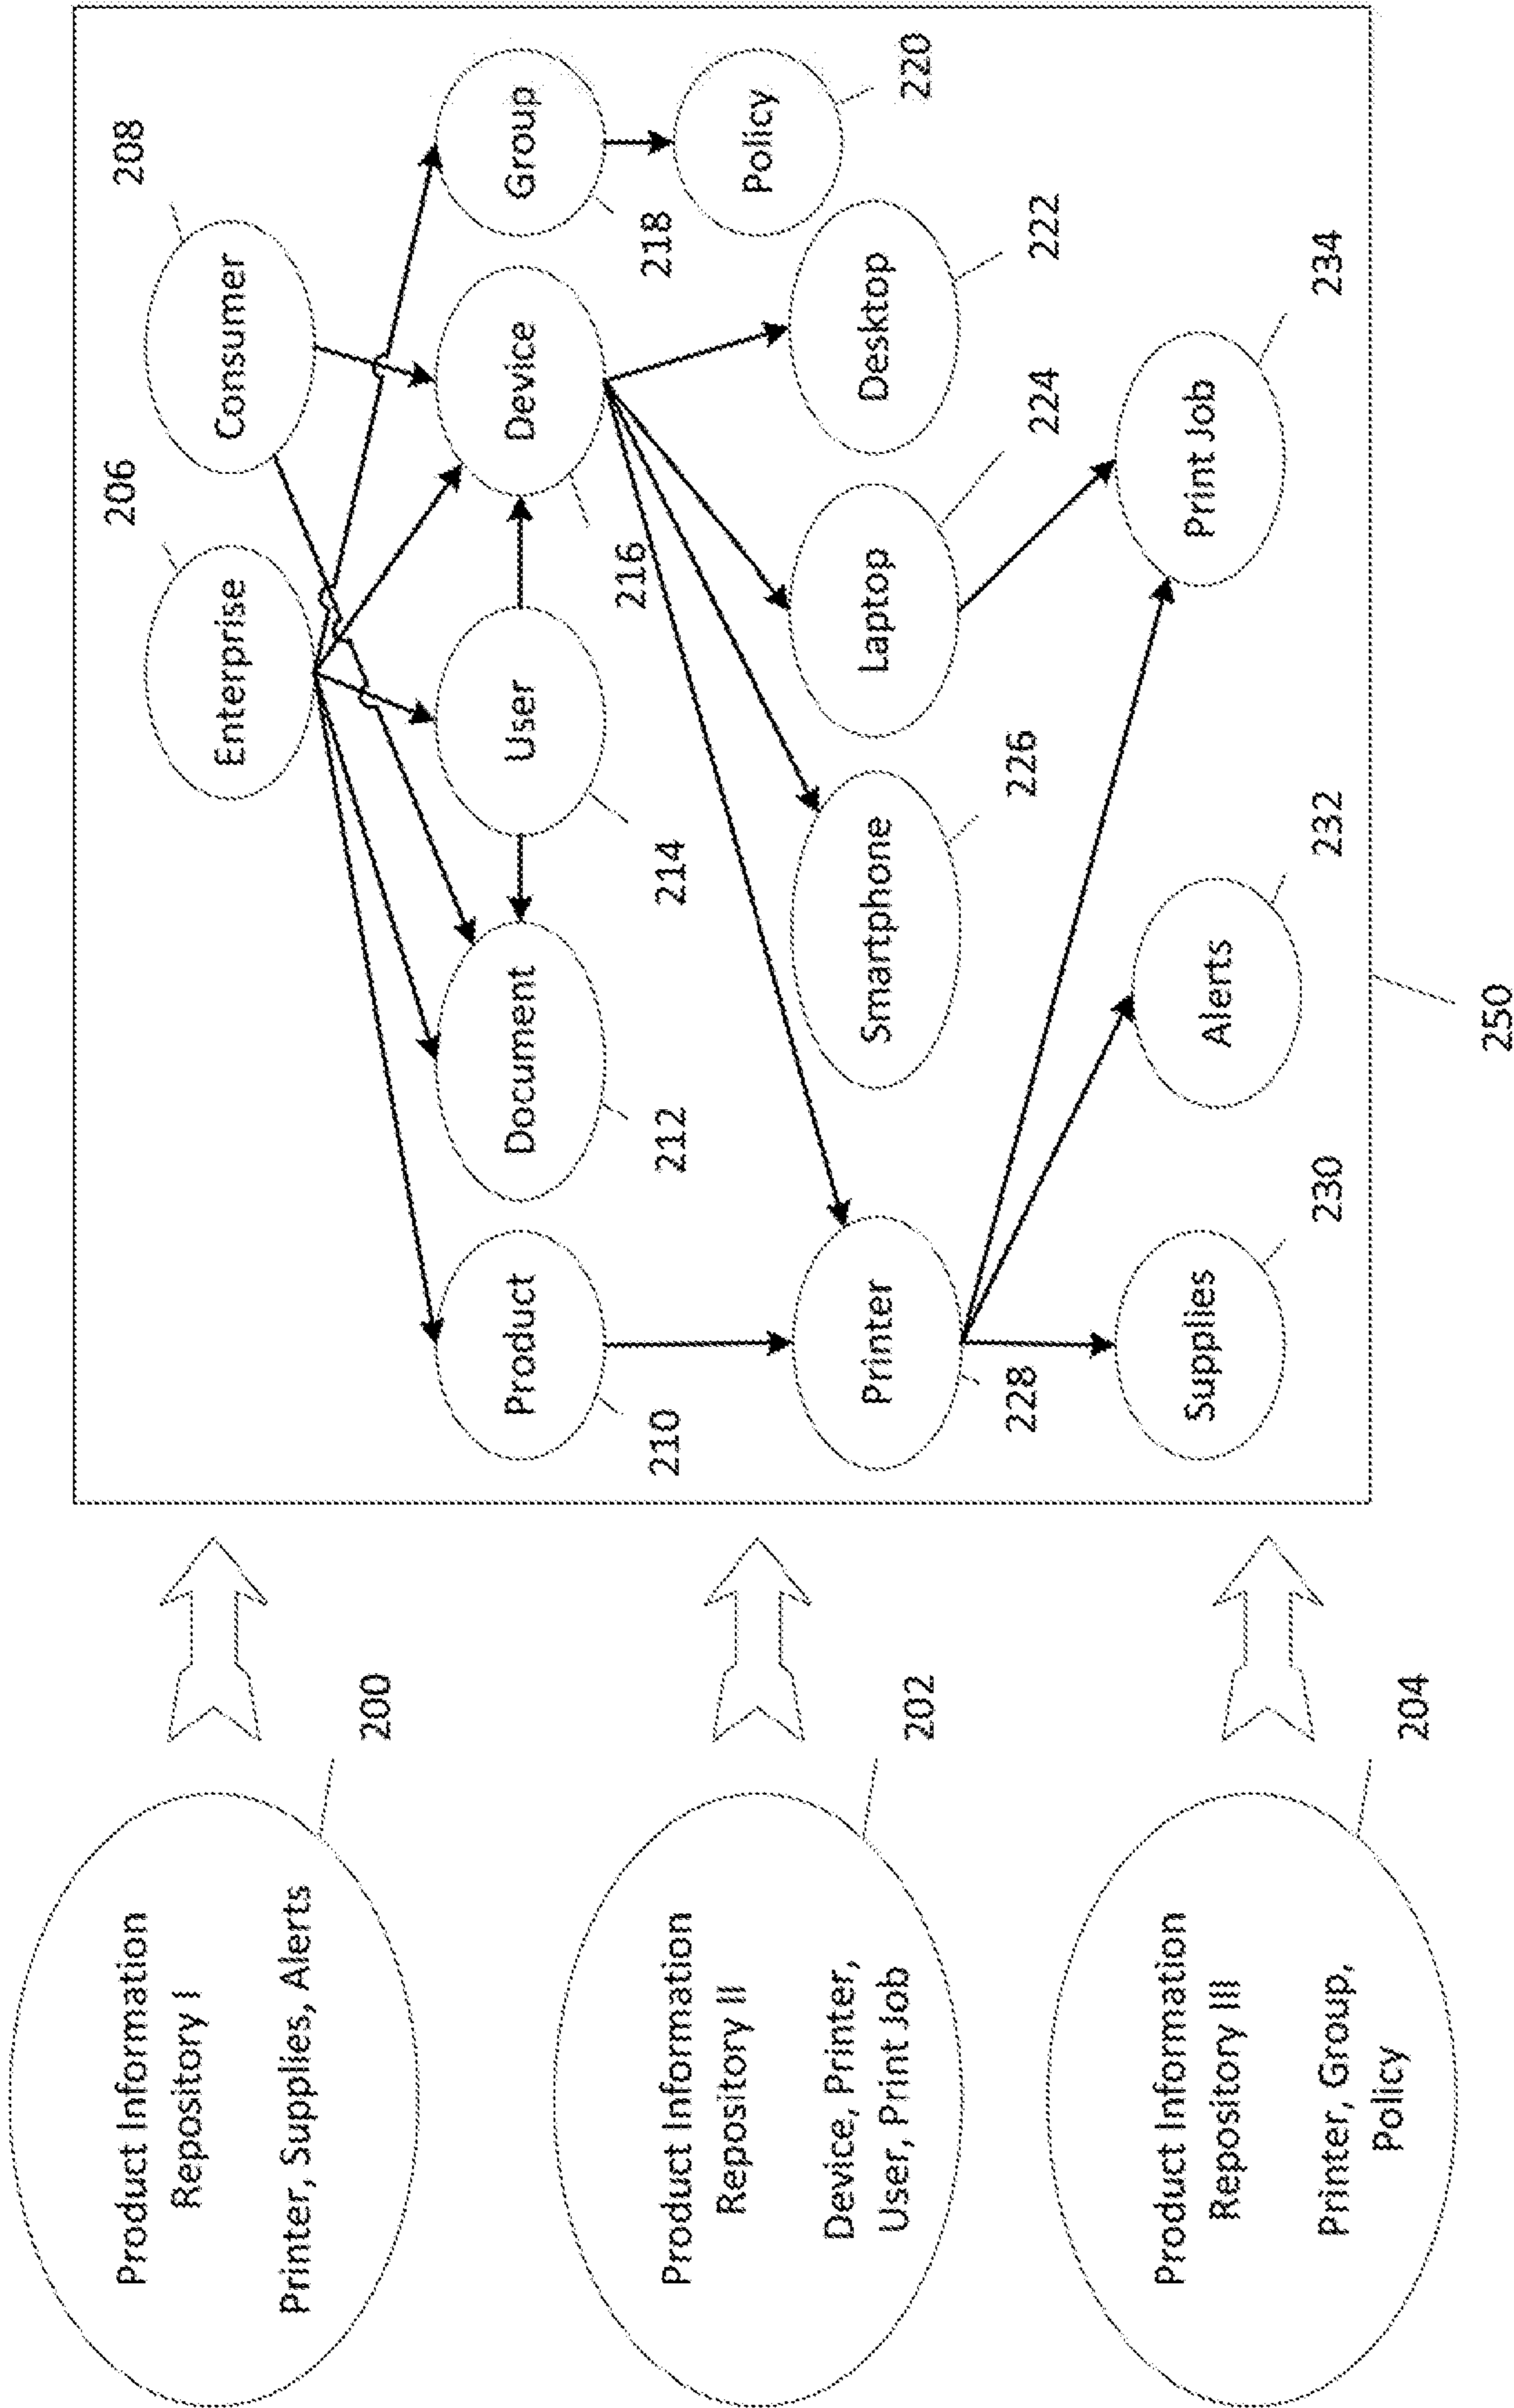 Product Information
Repository I
Printer, Supplies, Alerts
200
Product Information
Repository II
Device, Printer,
User, Print Job
202
Product Information
Repository III
Printer, Group,
Policy
204
206
208
Enterprise
Consumer
Product
Document
User
Device
Group
210
212
214
216
218
Policy
220
Printer
Smartphone
Laptop
Desktop
228
226
224
222
Supplies
Alerts
Print Job
230
232
234
250